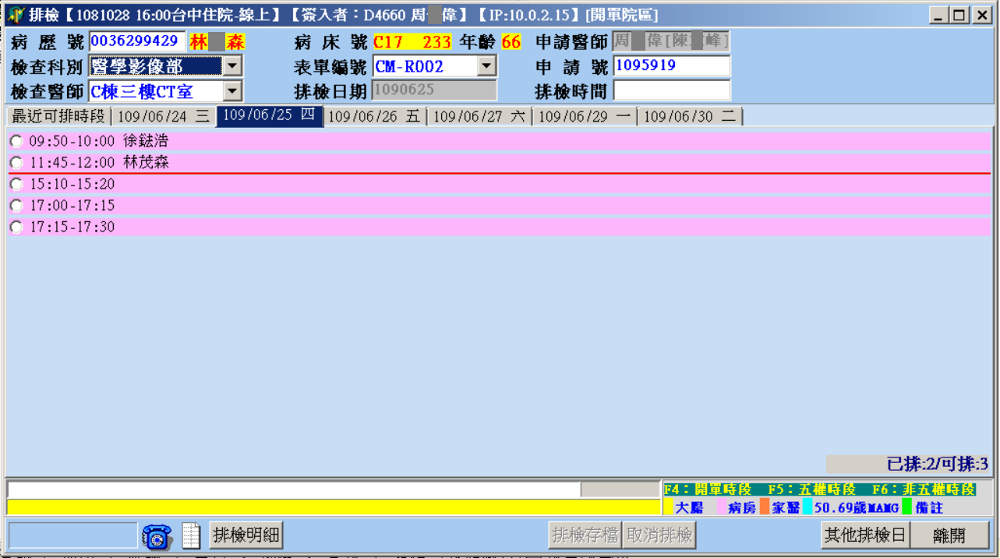 排檢【1081028 16:00台中住院-線上】【簽入者：D4660 周 偉】【IP:10.0.2.15】[開單院區]
病 歷 號 0036299429 林 森 病 床 號 C17 233 年齡 66 申請醫師 周 偉[陳 峰]
檢查科別 醫學影像部 表單編號 CM-R002 申 請 號 1095919
檢查醫師 C棟三樓CT室 排檢日期 1090625 排檢時間
最近可排時段 109/06/24 三 109/06/25 四 109/06/26 五 109/06/27 六 109/06/29 一 109/06/30 二
09:50-10:00 徐鋕浩
11:45-12:00 林茂森
15:10-15:20
17:00-17:15
17:15-17:30
已排:2/可排:3
F4：開單時段 F5：五權時段 F6：非五權時段
大腸 病房 家醫 50.69歲MAMG 備註
排檢明細 排檢存檔 取消排檢 其他排檢日 離開